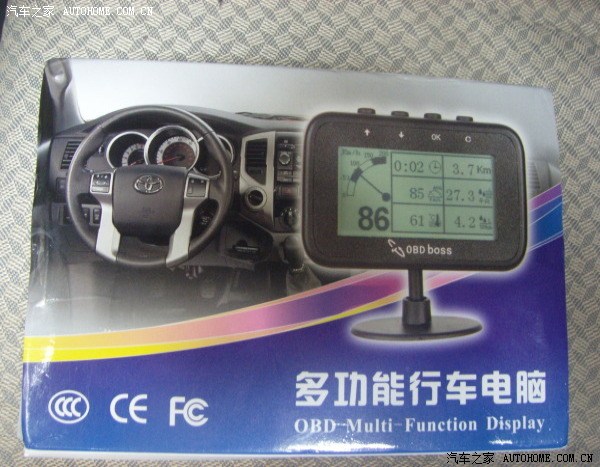 汽车之家 AUTOHOME.COM.CN
↑ ↓ OK
0:02 3.7Km
85 27.3
86
61 4.2
OBD boss
多功能行车电脑
OBD-Multi-Function Display
CCC CE FC
汽车之家 AUTOHOME.COM.CN